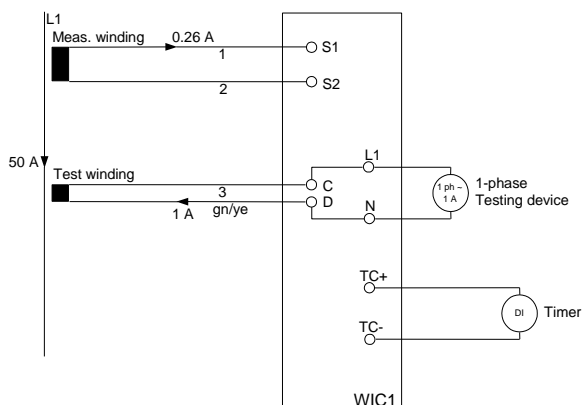 L1
Meas. winding
0.26 A
1
S1
2
S2
50 A
Test winding
L1
1 ph ~
1 A
1-phase
Testing device
3
C
1 A
gn/ye
D
N
TC+
DI
Timer
TC-
WIC1